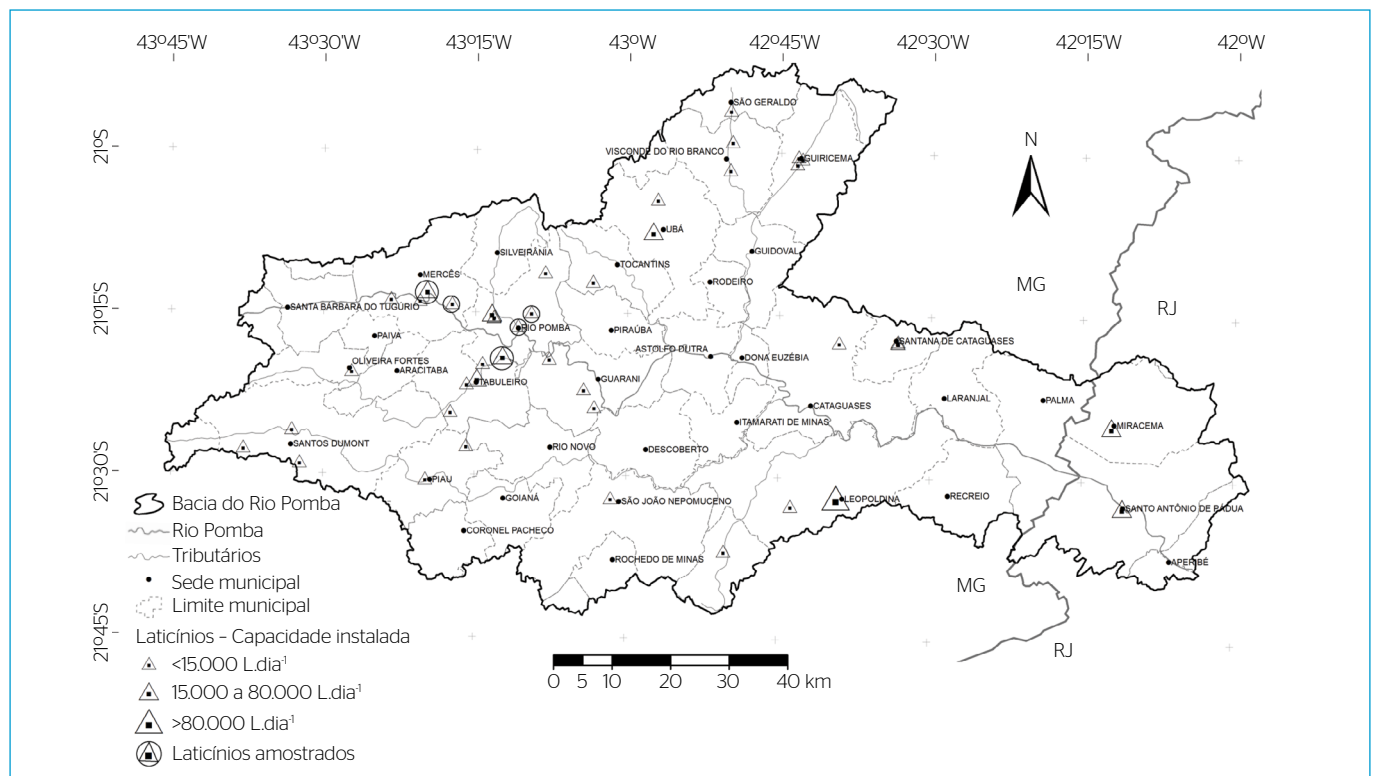 43º45'W 43º30'W 43º15'W 43ºW 42º45'W 42º30'W 42º15'W 42ºW
21ºS
21º15'S
21º30'S
21º45'S
SÃO GERALDO
VISCONDE DO RIO BRANCO
GUIRICEMA
N
UBÁ
SILVEIRÂNIA
GUIDOVAL
TOCANTINS
MERCÊS
RODEIRO
MG
RJ
SANTA BÁRBARA DO TUGÚRIO
RIO POMBA
PIRAÚBA
PAIVA
SANTANA DE CATAGUASES
ASTOLFO DUTRA
DONA EUZÉBIA
OLIVEIRA FORTES
ARACITABA
TABULEIRO
GUARANI
LARANJAL
PALMA
CATAGUASES
ITAMARATI DE MINAS
MIRACEMA
SANTOS DUMONT
RIO NOVO
DESCOBERTO
PIAU
GOIANÁ
SÃO JOÃO NEPOMUCENO
LEOPOLDINA
RECREIO
SANTO ANTÔNIO DE PÁDUA
CORONEL PACHECO
ROCHEDO DE MINAS
APERIBÉ
MG
RJ
Bacia do Rio Pomba
Rio Pomba
Tributários
Sede municipal
Limite municipal
Laticínios – Capacidade instalada
<15.000 L.dia-1
15.000 a 80.000 L.dia-1
>80.000 L.dia-1
Laticínios amostrados
0 5 10 20 30 40 km